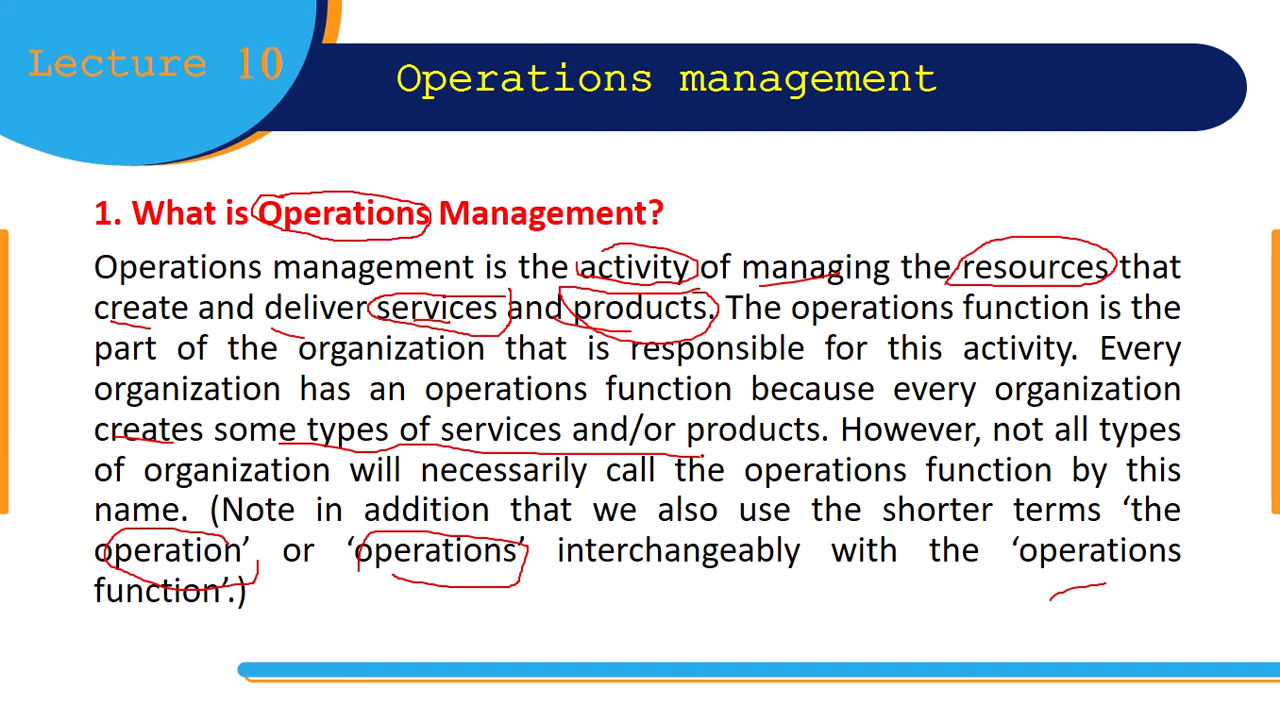 Lecture 10
Operations management
1. What is Operations Management?
Operations management is the activity of managing the resources that
create and deliver services and products. The operations function is the
part of the organization that is responsible for this activity. Every
organization has an operations function because every organization
creates some types of services and/or products. However, not all types
of organization will necessarily call the operations function by this
name. (Note in addition that we also use the shorter terms ‘the
operation’ or ‘operations’ interchangeably with the ‘operations
function’.)